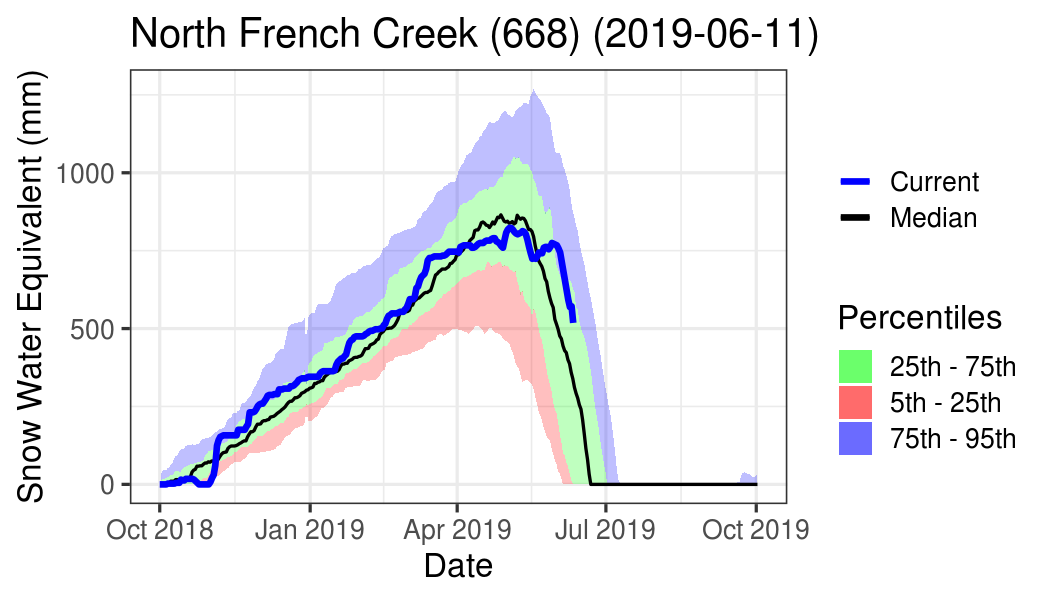 North French Creek (668) (2019-06-11)
Snow Water Equivalent (mm)
1000
500
0
Oct 2018
Jan 2019
Apr 2019
Jul 2019
Oct 2019
Date
Current
Median
Percentiles
25th - 75th
5th - 25th
75th - 95th